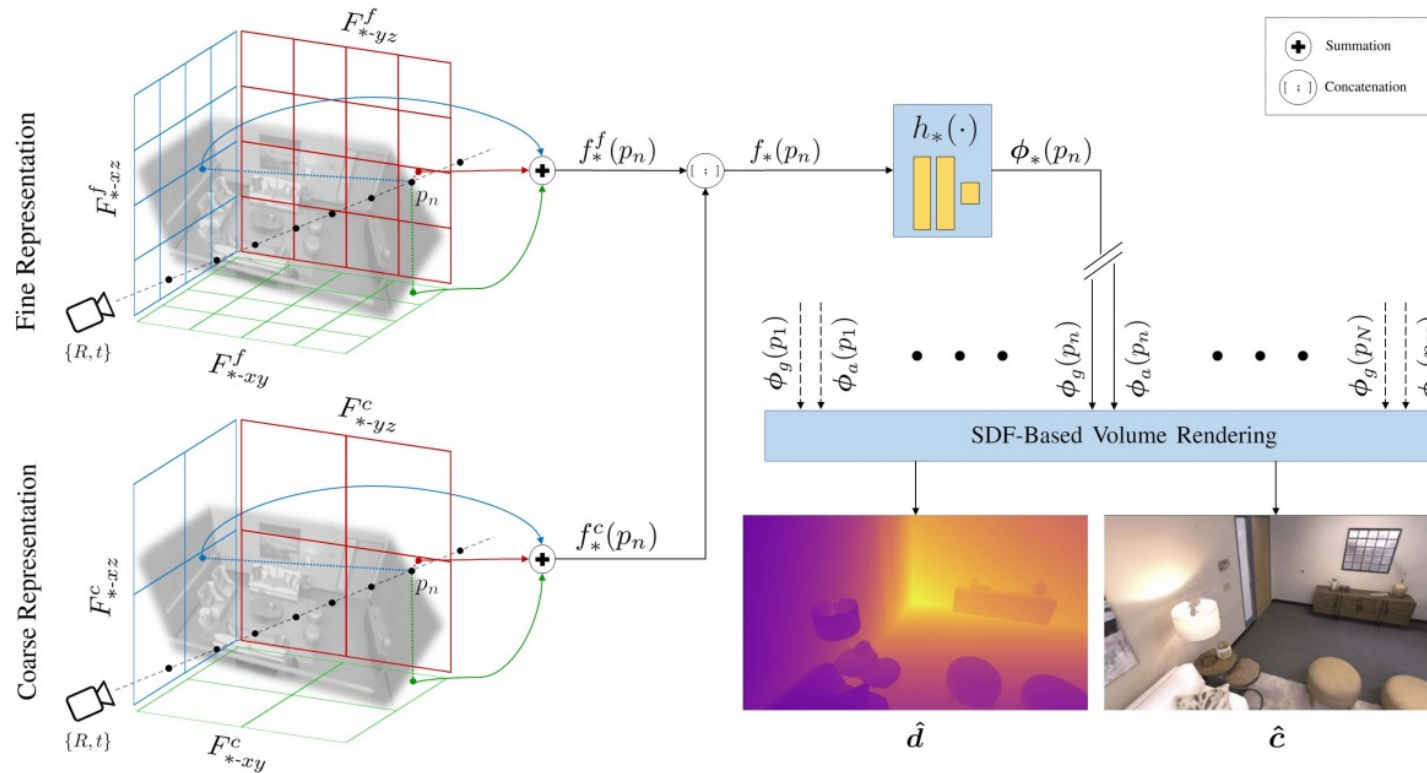 Fine Representation
F^f_{*-yz}
F^f_{*-xz}
F^f_{*-xy}
p_n
{R, t}
f^f_*(p_n)
[ ; ]
f_*(p_n)
h_*(·)
ϕ_*(p_n)
Summation
[ ; ] Concatenation
Coarse Representation
F^c_{*-yz}
F^c_{*-xz}
F^c_{*-xy}
p_n
{R, t}
f^c_*(p_n)
ϕ_g(p_1)
ϕ_a(p_1)
ϕ_g(p_n)
ϕ_a(p_n)
ϕ_g(p_N)
SDF-Based Volume Rendering
d̂
ĉ